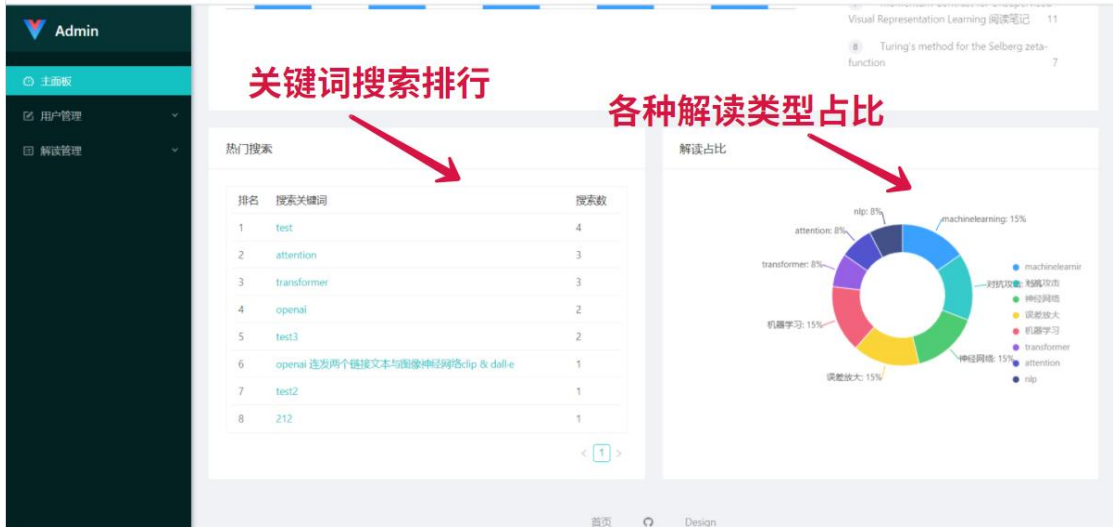 Admin
主面板
用户管理
解读管理
Visual Representation Learning 阅读笔记 11
8 Turing's method for the Selberg zeta-
function 7
关键词搜索排行
各种解读类型占比
热门搜索
排名 搜索关键词 搜索数
1 test 4
2 attention 3
3 transformer 3
4 openai 2
5 test3 2
6 openai 连发两个链接文本与图像神经网络clip & dall·e 1
7 test2 1
8 212 1
< 1 >
解读占比
nlp: 8%
machinelearning: 15%
attention: 8%
transformer: 8%
机器学习: 15%
误差放大: 15%
神经网络: 15%
对抗攻击: 15%
machinelearnir
对抗攻击
神经网络
误差放大
机器学习
transformer
attention
nlp
首页 Design